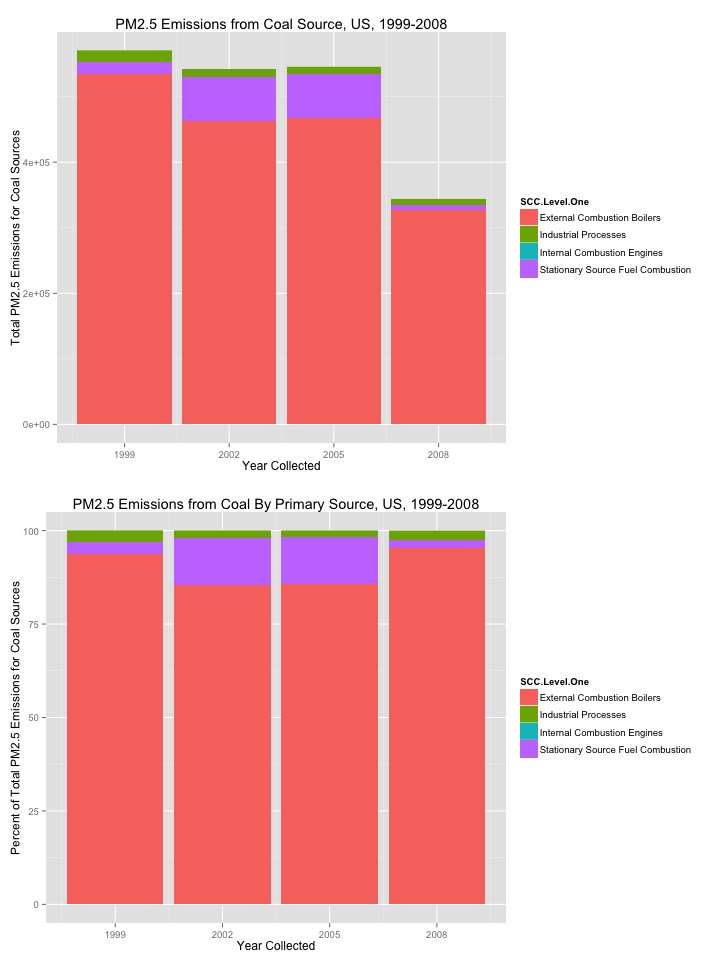 PM2.5 Emissions from Coal Source, US, 1999-2008
Total PM2.5 Emissions for Coal Sources
4e+05
2e+05
0e+00
1999 2002 2005 2008
Year Collected
SCC.Level.One
External Combustion Boilers
Industrial Processes
Internal Combustion Engines
Stationary Source Fuel Combustion
PM2.5 Emissions from Coal By Primary Source, US, 1999-2008
Percent of Total PM2.5 Emissions for Coal Sources
100
75
50
25
0
1999 2002 2005 2008
Year Collected
SCC.Level.One
External Combustion Boilers
Industrial Processes
Internal Combustion Engines
Stationary Source Fuel Combustion